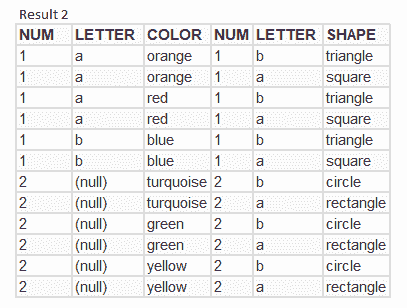 Result 2
NUM LETTER COLOR NUM LETTER SHAPE
1 a orange 1 b triangle
1 a orange 1 a square
1 a red 1 b triangle
1 a red 1 a square
1 b blue 1 b triangle
1 b blue 1 a square
2 (null) turquoise 2 b circle
2 (null) turquoise 2 a rectangle
2 (null) green 2 b circle
2 (null) green 2 a rectangle
2 (null) yellow 2 b circle
2 (null) yellow 2 a rectangle